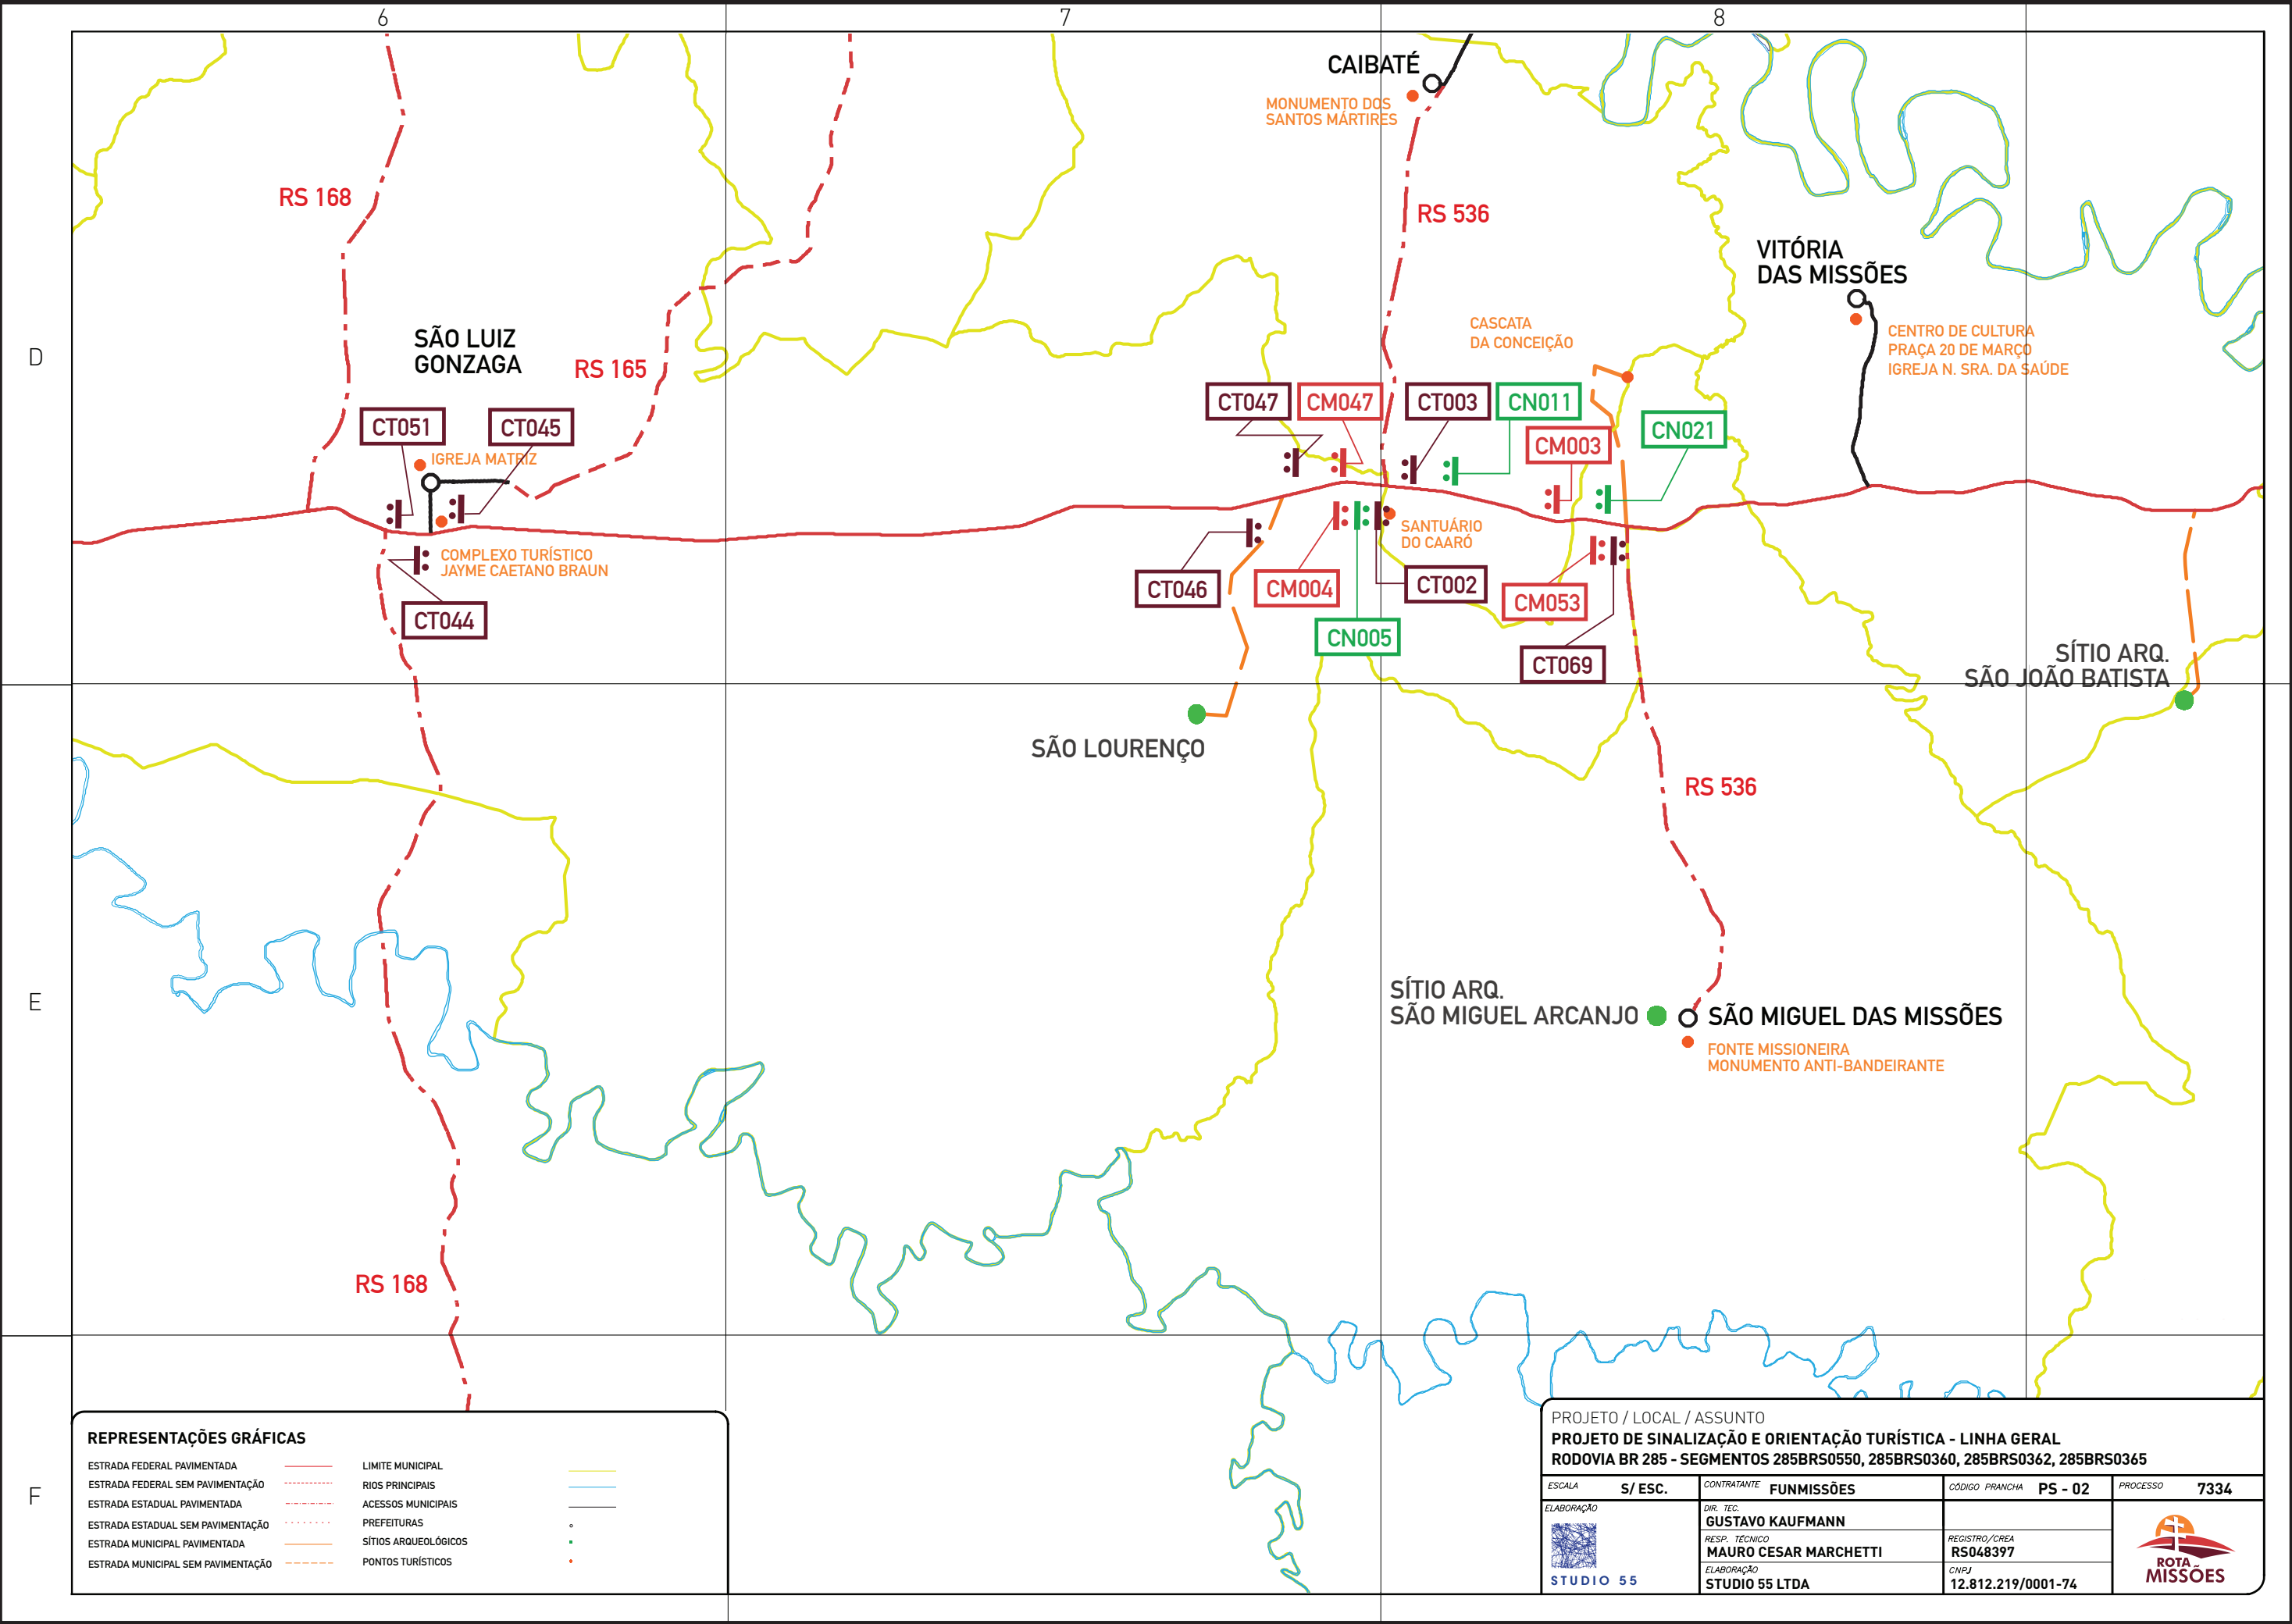 6
7
8
CAIBATÉ
MONUMENTO DOS
SANTOS MÁRTIRES
RS 168
RS 536
VITÓRIA
DAS MISSÕES
CASCATA
DA CONCEIÇÃO
CENTRO DE CULTURA
PRAÇA 20 DE MARÇO
IGREJA N. SRA. DA SAÚDE
D
SÃO LUIZ
GONZAGA
RS 165
CT047
CM047
CT003
CN011
CT051
CT045
CM003
CN021
IGREJA MATRIZ
SANTUÁRIO
DO CAARÓ
COMPLEXO TURÍSTICO
JAYME CAETANO BRAUN
CT044
CT046
CM004
CT002
CM053
CN005
CT069
SÍTIO ARQ.
SÃO JOÃO BATISTA
SÃO LOURENÇO
RS 536
E
SÍTIO ARQ.
SÃO MIGUEL ARCANJO
SÃO MIGUEL DAS MISSÕES
FONTE MISSIONEIRA
MONUMENTO ANTI-BANDEIRANTE
RS 168
F
REPRESENTAÇÕES GRÁFICAS
ESTRADA FEDERAL PAVIMENTADA
ESTRADA FEDERAL SEM PAVIMENTAÇÃO
ESTRADA ESTADUAL PAVIMENTADA
ESTRADA ESTADUAL SEM PAVIMENTAÇÃO
ESTRADA MUNICIPAL PAVIMENTADA
ESTRADA MUNICIPAL SEM PAVIMENTAÇÃO
LIMITE MUNICIPAL
RIOS PRINCIPAIS
ACESSOS MUNICIPAIS
PREFEITURAS
SÍTIOS ARQUEOLÓGICOS
PONTOS TURÍSTICOS
PROJETO / LOCAL / ASSUNTO
PROJETO DE SINALIZAÇÃO E ORIENTAÇÃO TURÍSTICA - LINHA GERAL
RODOVIA BR 285 - SEGMENTOS 285BRS0550, 285BRS0360, 285BRS0362, 285BRS0365
ESCALA S/ ESC.
CONTRATANTE FUNMISSÕES
CÓDIGO PRANCHA PS - 02
PROCESSO 7334
ELABORAÇÃO
STUDIO 55
DIR. TEC.
GUSTAVO KAUFMANN
RESP. TÉCNICO
MAURO CESAR MARCHETTI
REGISTRO/CREA
RS048397
ELABORAÇÃO
STUDIO 55 LTDA
CNPJ
12.812.219/0001-74
ROTA
MISSÕES